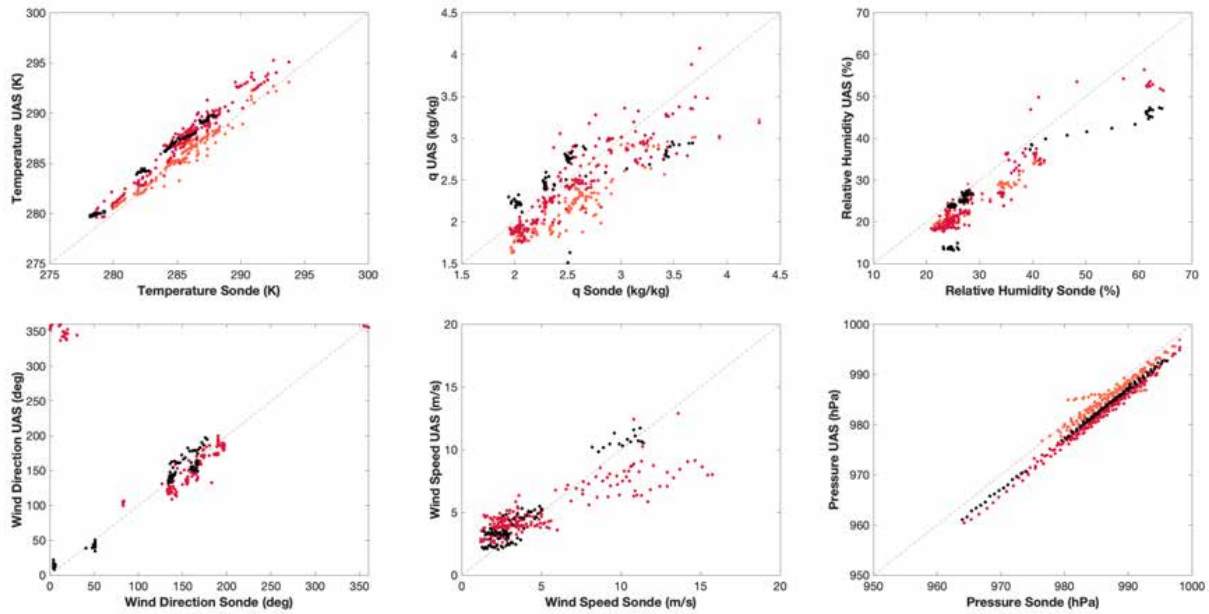 300
295
290
285
280
275
275 280 285 290 295 300
Temperature UAS (K)
Temperature Sonde (K)
4.5
4
3.5
3
2.5
2
1.5
1.5 2 2.5 3 3.5 4 4.5
q UAS (kg/kg)
q Sonde (kg/kg)
70
60
50
40
30
20
10
10 20 30 40 50 60 70
Relative Humidity UAS (%)
Relative Humidity Sonde (%)
350
300
250
200
150
100
50
0
0 50 100 150 200 250 300 350
Wind Direction UAS (deg)
Wind Direction Sonde (deg)
20
15
10
5
0
0 5 10 15 20
Wind Speed UAS (m/s)
Wind Speed Sonde (m/s)
1000
990
980
970
960
950
950 960 970 980 990 1000
Pressure UAS (hPa)
Pressure Sonde (hPa)